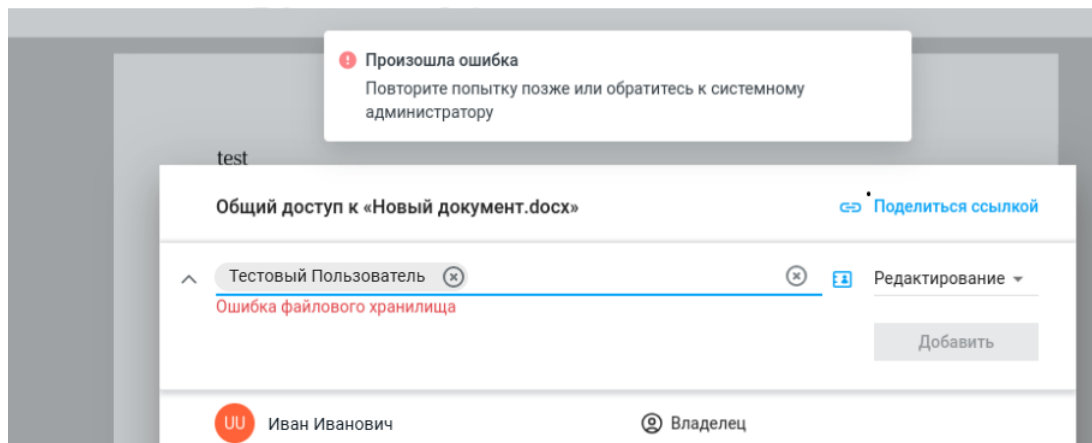 Произошла ошибка
Повторите попытку позже или обратитесь к системному
администратору
test
Общий доступ к «Новый документ.docx»
Поделиться ссылкой
Тестовый Пользователь
Редактирование
Ошибка файлового хранилища
Добавить
UU Иван Иванович
Владелец